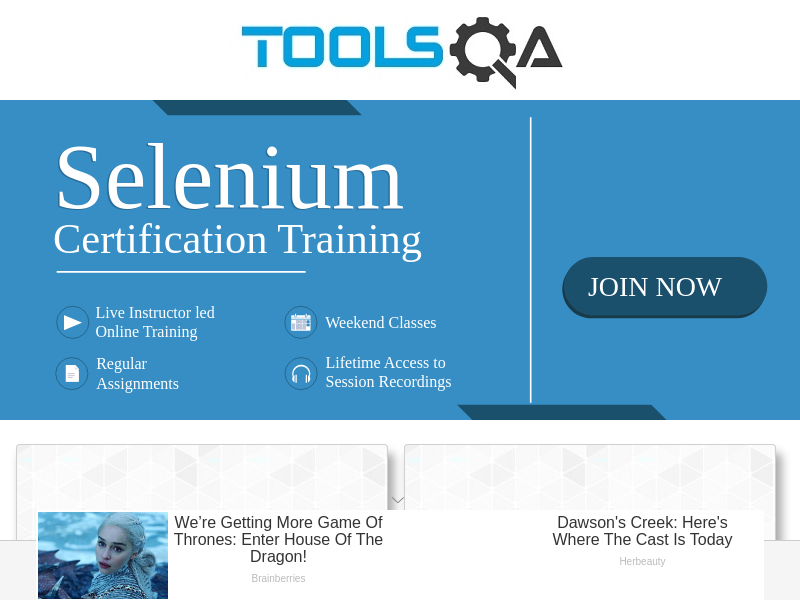 TOOLSQA
Selenium
Certification Training
JOIN NOW
Live Instructor led
Online Training
Weekend Classes
Regular
Assignments
Lifetime Access to
Session Recordings
We’re Getting More Game Of
Thrones: Enter House Of The
Dragon!
Brainberries
Dawson's Creek: Here's
Where The Cast Is Today
Herbeauty